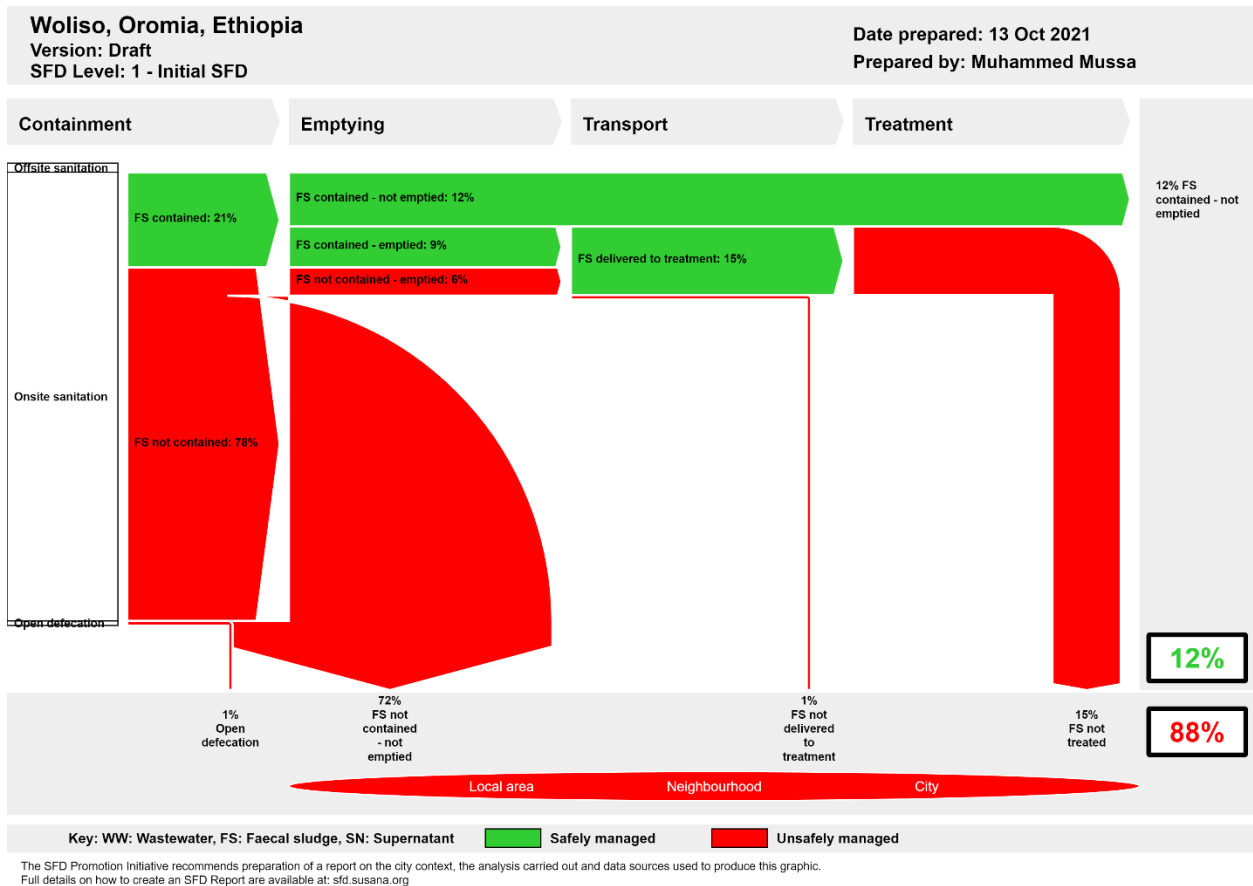 Woliso, Oromia, Ethiopia
Version: Draft
SFD Level: 1 - Initial SFD
Date prepared: 13 Oct 2021
Prepared by: Muhammed Mussa
Containment
Emptying
Transport
Treatment
Offsite sanitation
FS contained: 21%
FS contained - not emptied: 12%
12% FS
contained - not
emptied
FS contained - emptied: 9%
FS delivered to treatment: 15%
FS not contained - emptied: 6%
Onsite sanitation
FS not contained: 78%
Open defecation
12%
1%
Open
defecation
72%
FS not
contained
- not
emptied
1%
FS not
delivered
to
treatment
15%
FS not
treated
88%
Local area
Neighbourhood
City
Key: WW: Wastewater, FS: Faecal sludge, SN: Supernatant
Safely managed
Unsafely managed
The SFD Promotion Initiative recommends preparation of a report on the city context, the analysis carried out and data sources used to produce this graphic.
Full details on how to create an SFD Report are available at: sfd.susana.org